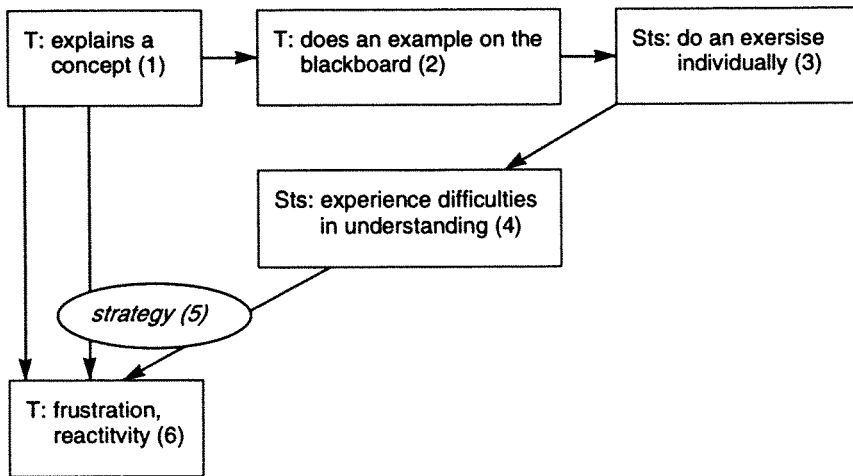 T: explains a
concept (1)
T: does an example on the
blackboard (2)
Sts: do an exersise
individually (3)
Sts: experience difficulties
in understanding (4)
strategy (5)
T: frustration,
reactitvity (6)